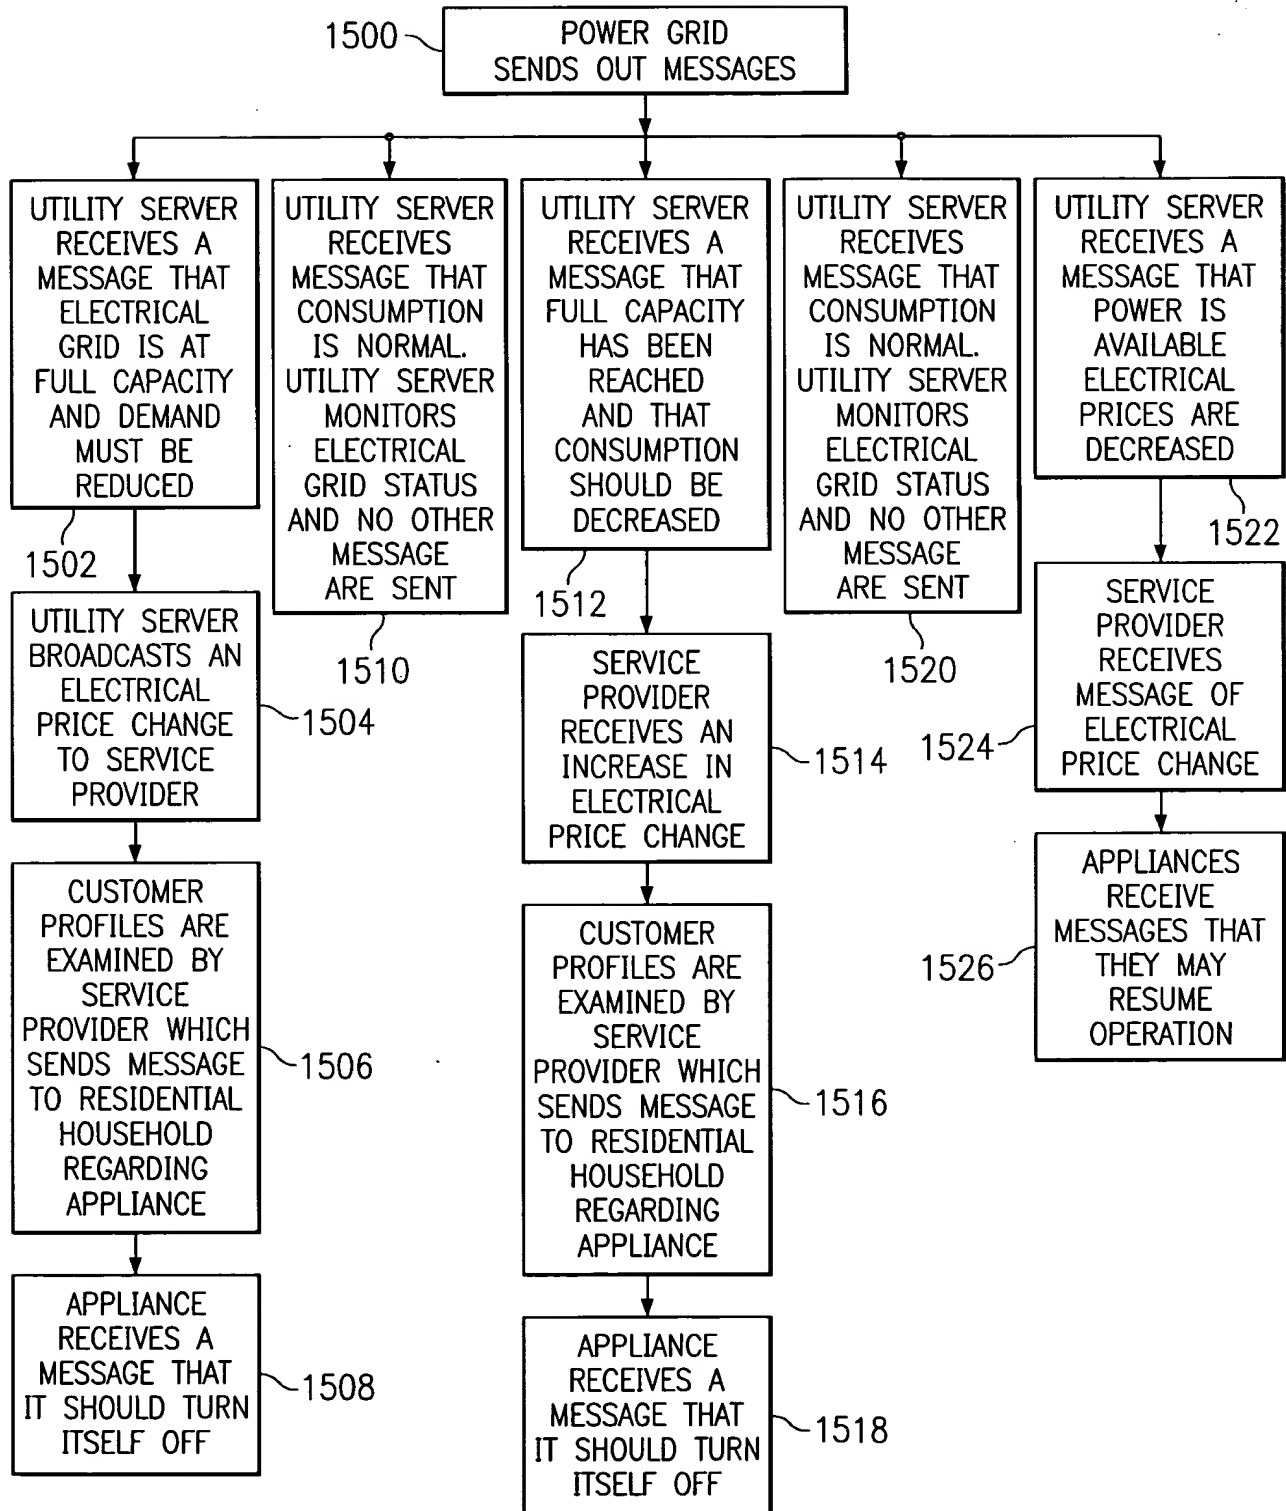 1500
POWER GRID
SENDS OUT MESSAGES
UTILITY SERVER
RECEIVES A
MESSAGE THAT
ELECTRICAL
GRID IS AT
FULL CAPACITY
AND DEMAND
MUST BE
REDUCED
1502
UTILITY SERVER
BROADCASTS AN
ELECTRICAL
PRICE CHANGE
TO SERVICE
PROVIDER
1504
CUSTOMER
PROFILES ARE
EXAMINED BY
SERVICE
PROVIDER WHICH
SENDS MESSAGE
TO RESIDENTIAL
HOUSEHOLD
REGARDING
APPLIANCE
1506
APPLIANCE
RECEIVES A
MESSAGE THAT
IT SHOULD TURN
ITSELF OFF
1508
UTILITY SERVER
RECEIVES
MESSAGE THAT
CONSUMPTION
IS NORMAL.
UTILITY SERVER
MONITORS
ELECTRICAL
GRID STATUS
AND NO OTHER
MESSAGE
ARE SENT
1510
UTILITY SERVER
RECEIVES A
MESSAGE THAT
FULL CAPACITY
HAS BEEN
REACHED
AND THAT
CONSUMPTION
SHOULD BE
DECREASED
1512
SERVICE
PROVIDER
RECEIVES AN
INCREASE IN
ELECTRICAL
PRICE CHANGE
1514
CUSTOMER
PROFILES ARE
EXAMINED BY
SERVICE
PROVIDER WHICH
SENDS MESSAGE
TO RESIDENTIAL
HOUSEHOLD
REGARDING
APPLIANCE
1516
APPLIANCE
RECEIVES A
MESSAGE THAT
IT SHOULD TURN
ITSELF OFF
1518
UTILITY SERVER
RECEIVES
MESSAGE THAT
CONSUMPTION
IS NORMAL.
UTILITY SERVER
MONITORS
ELECTRICAL
GRID STATUS
AND NO OTHER
MESSAGE
ARE SENT
1520
UTILITY SERVER
RECEIVES A
MESSAGE THAT
POWER IS
AVAILABLE
ELECTRICAL
PRICES ARE
DECREASED
1522
SERVICE
PROVIDER
RECEIVES
MESSAGE OF
ELECTRICAL
PRICE CHANGE
1524
APPLIANCES
RECEIVE
MESSAGES THAT
THEY MAY
RESUME
OPERATION
1526